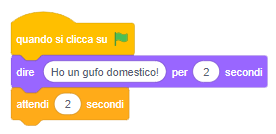 quando si clicca su
dire Ho un gufo domestico! per 2 secondi
attendi 2 secondi